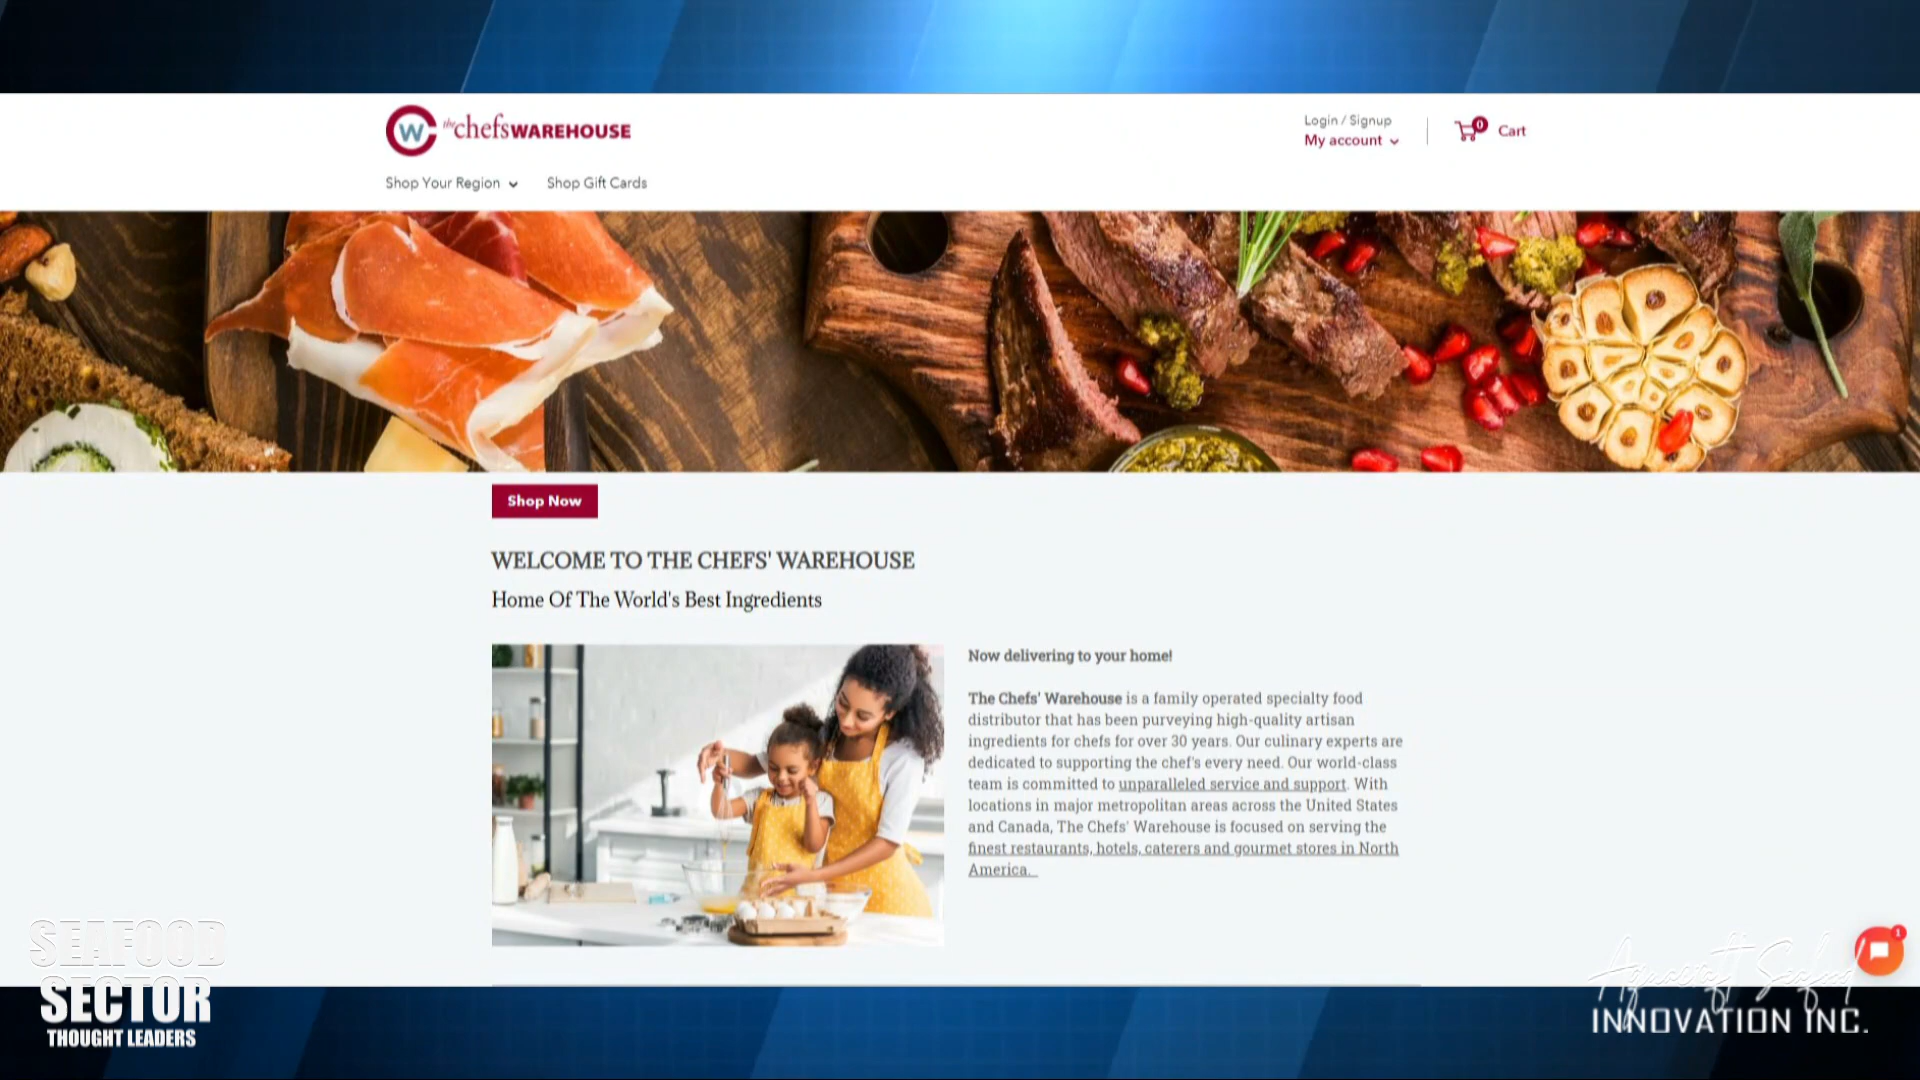 the chefs WAREHOUSE
Login / Signup
My account
0
Cart
Shop Your Region
Shop Gift Cards
Shop Now
WELCOME TO THE CHEFS' WAREHOUSE
Home Of The World's Best Ingredients
Now delivering to your home!
The Chefs' Warehouse is a family operated specialty food
distributor that has been purveying high-quality artisan
ingredients for chefs for over 30 years. Our culinary experts are
dedicated to supporting the chef's every need. Our world-class
team is committed to unparalleled service and support. With
locations in major metropolitan areas across the United States
and Canada, The Chefs' Warehouse is focused on serving the
finest restaurants, hotels, caterers and gourmet stores in North
America.
1
SEAFOOD
SECTOR
THOUGHT LEADERS
Aquacraft Seafood
INNOVATION INC.